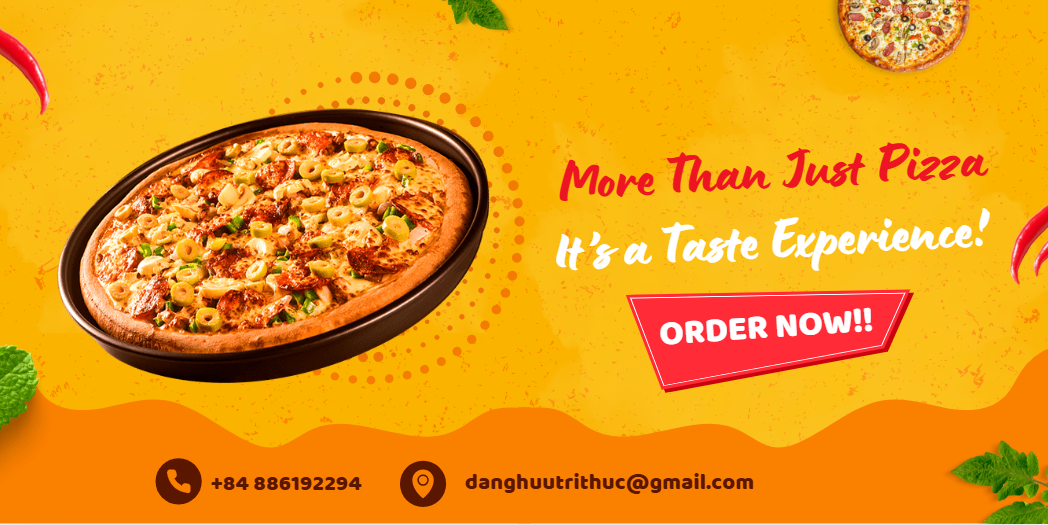 More Than Just Pizza
It's a Taste Experience!
ORDER NOW!!
+84 886192294
danghuutrithuc@gmail.com